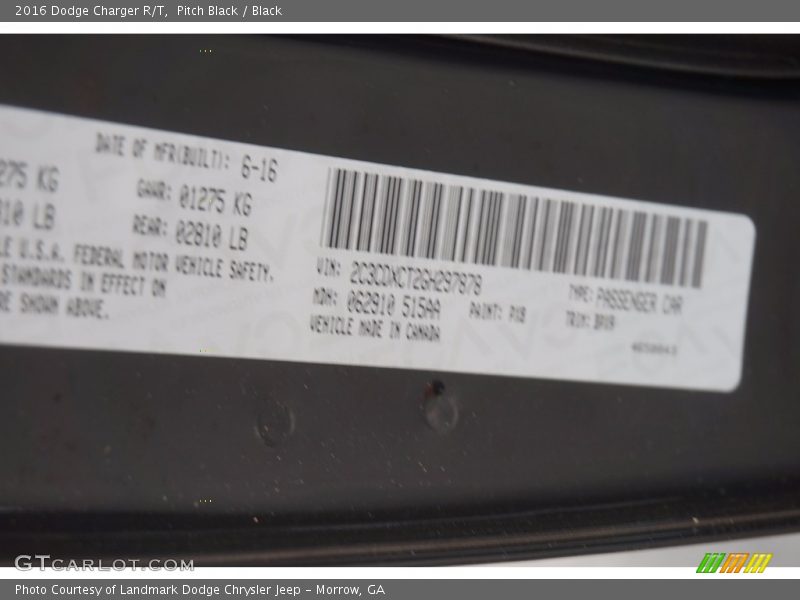 2016 Dodge Charger R/T, Pitch Black / Black
DATE OF MFR(BUILT): 6-16
275 KG GAWR: 01275 KG
810 LB REAR: 02810 LB
LE U.S.A. FEDERAL MOTOR VEHICLE SAFETY.
STANDARDS IN EFFECT ON
RE SHOWN ABOVE.
VIN: 2C3CDXCT2GH297878 TYPE: PASSENGER CAR
MDH: 062910 515AA PAINT: TRIM:
VEHICLE MADE IN CANADA
GTCARLOT.COM
Photo Courtesy of Landmark Dodge Chrysler Jeep – Morrow, GA